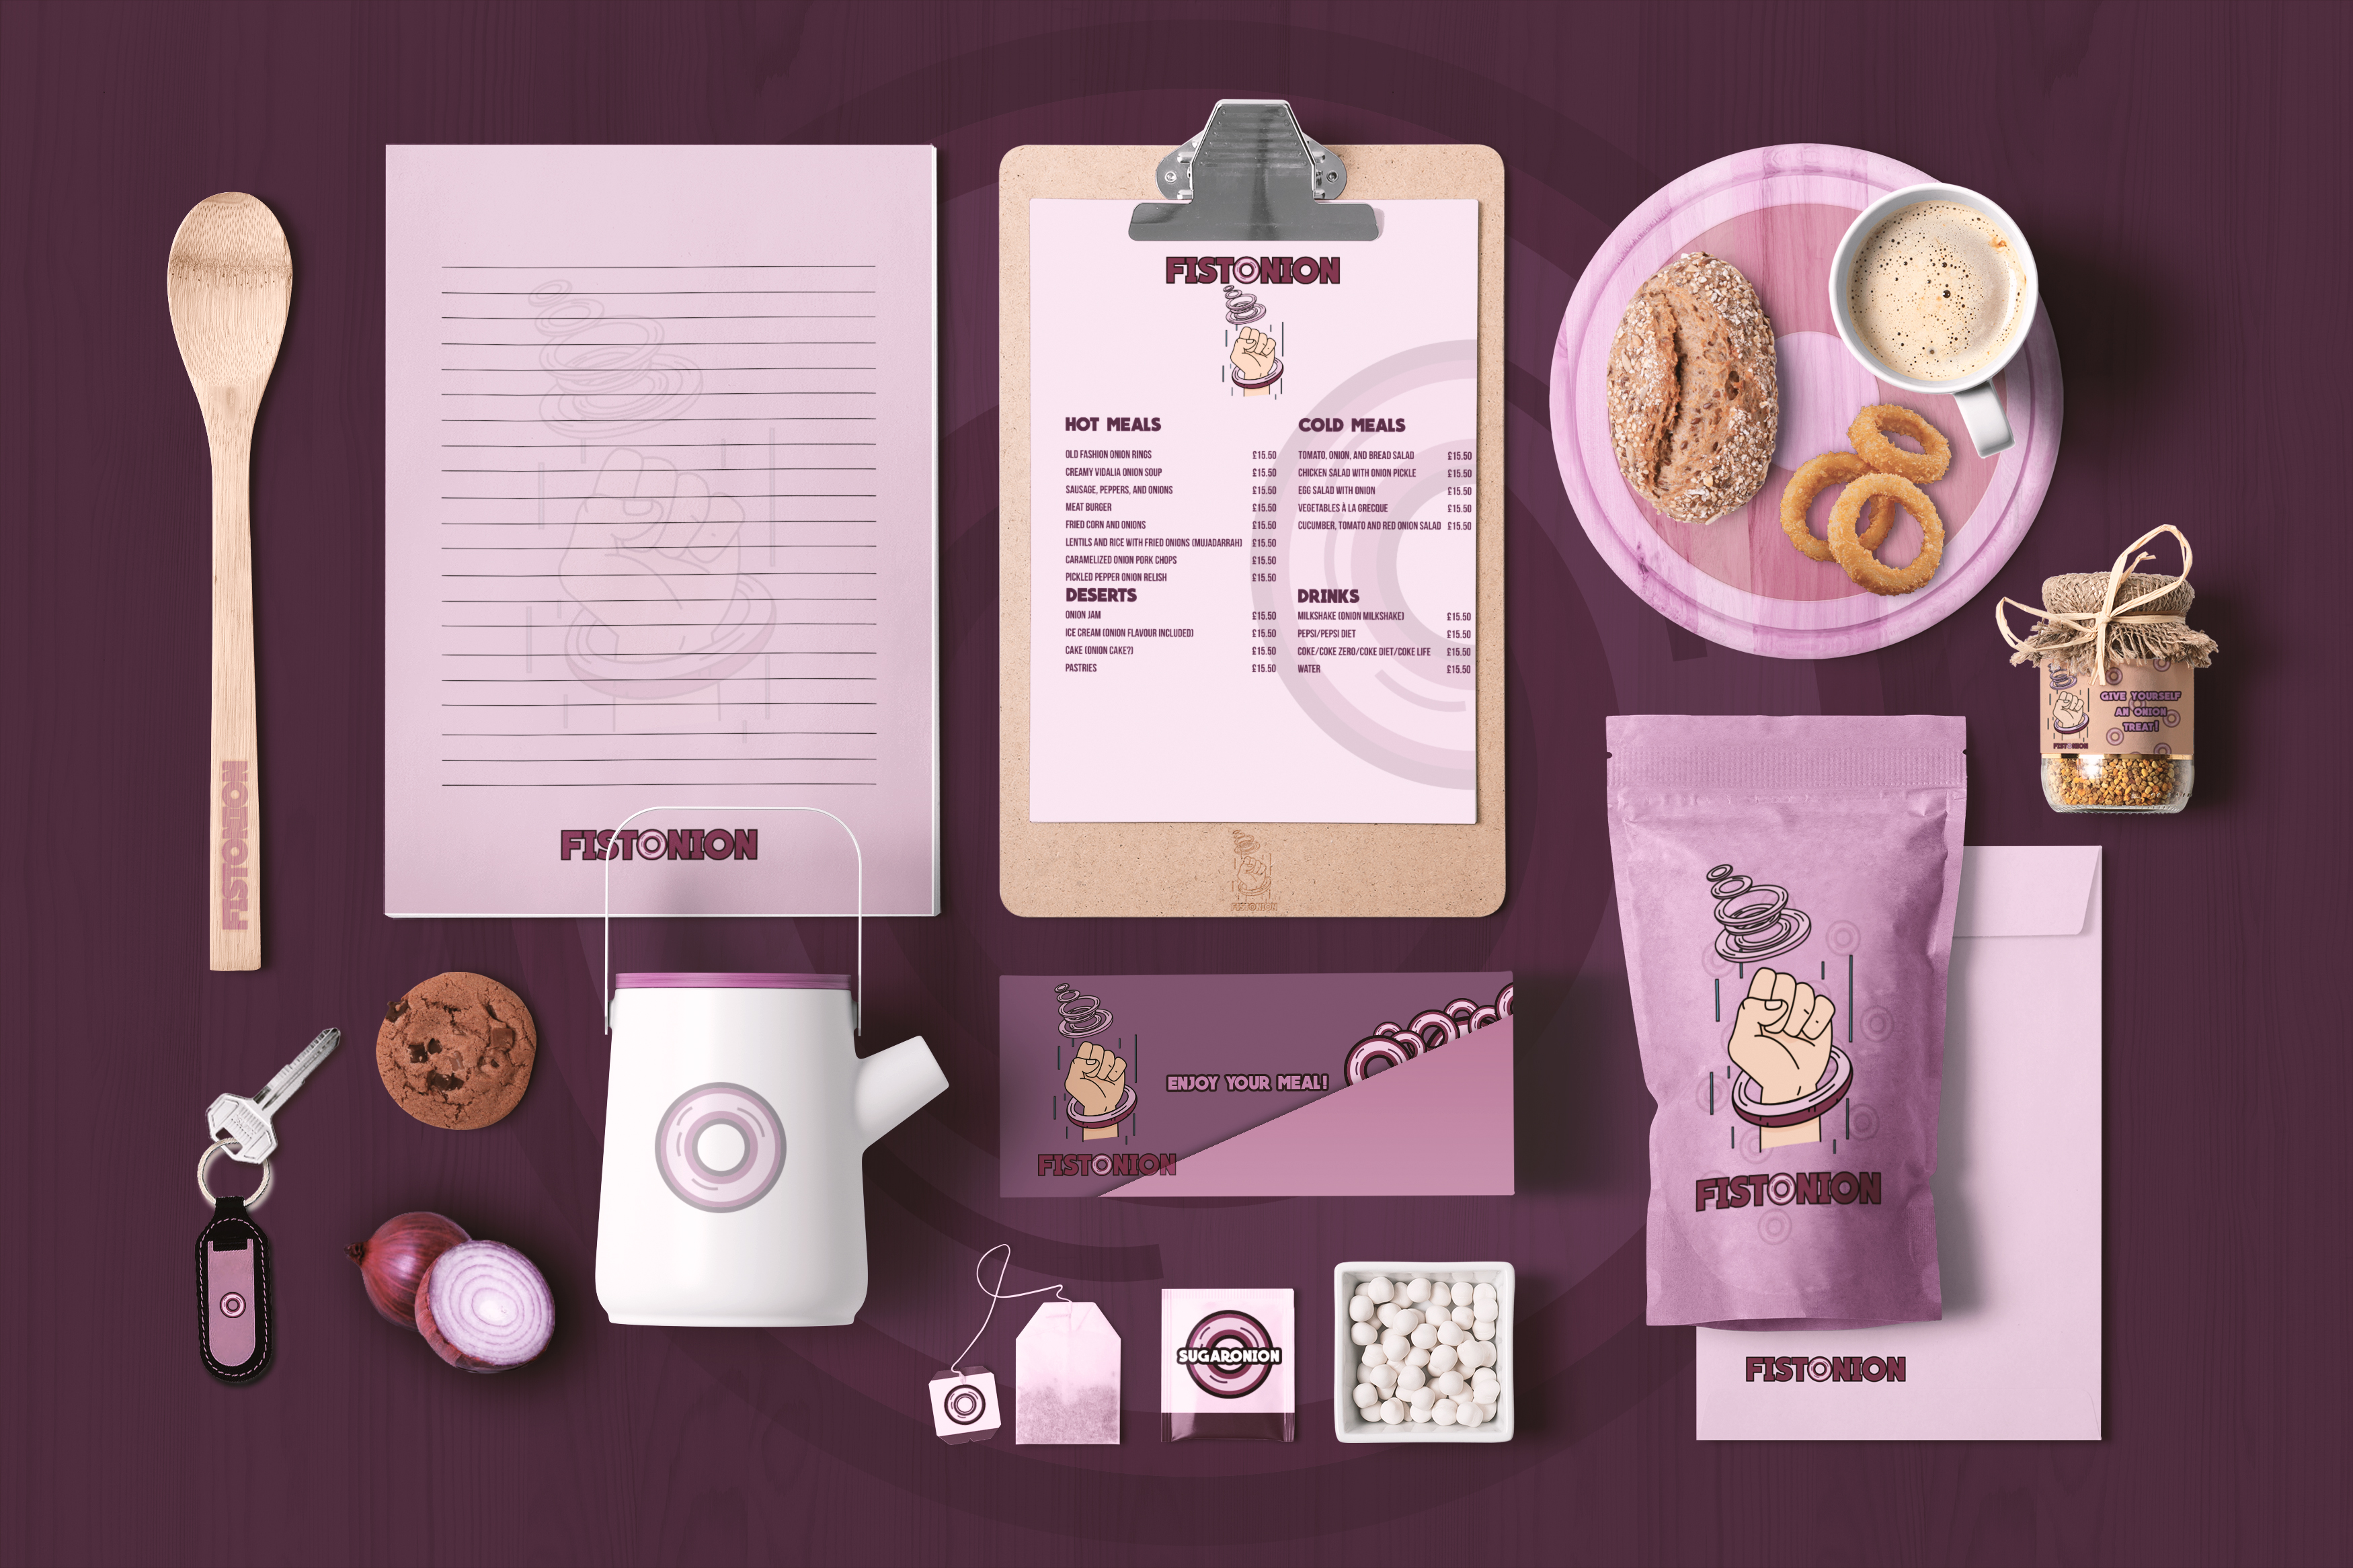 FISTONION
FISTONION
FISTONION
HOT MEALS
OLD FASHION ONION RINGS £15.50
CREAMY VIDALIA ONION SOUP £15.50
SAUSAGE, PEPPERS, AND ONIONS £15.50
MEAT BURGER £15.50
FRIED CORN AND ONIONS £15.50
LENTILS AND RICE WITH FRIED ONIONS (MUJADARRAH) £15.50
CARAMELIZED ONION PORK CHOPS £15.50
PICKLED PEPPER ONION RELISH £15.50
DESERTS
ONION JAM £15.50
ICE CREAM (ONION FLAVOUR INCLUDED) £15.50
CAKE (ONION CAKE?) £15.50
PASTRIES £15.50
COLD MEALS
TOMATO, ONION, AND BREAD SALAD £15.50
CHICKEN SALAD WITH ONION PICKLE £15.50
EGG SALAD WITH ONION £15.50
VEGETABLES À LA GRECQUE £15.50
CUCUMBER, TOMATO AND RED ONION SALAD £15.50
DRINKS
MILKSHAKE (ONION MILKSHAKE) £15.50
PEPSI/PEPSI DIET £15.50
COKE/COKE ZERO/COKE DIET/COKE LIFE £15.50
WATER £15.50
FISTONION
GIVE YOURSELF
AN ONION
TREAT!
FISTONION
ENJOY YOUR MEAL!
FISTONION
FISTONION
SUGARONION
FISTONION